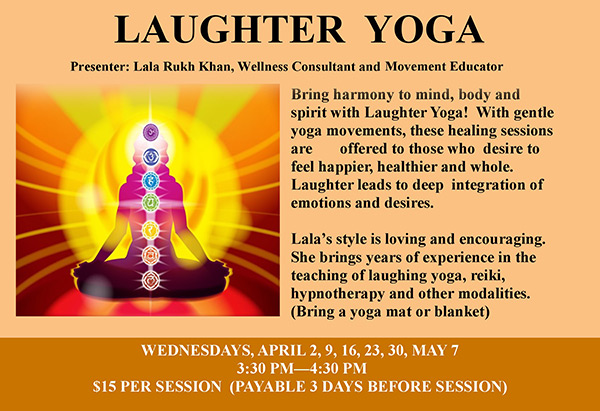 LAUGHTER YOGA
Presenter: Lala Rukh Khan, Wellness Consultant and Movement Educator
Bring harmony to mind, body and
spirit with Laughter Yoga! With gentle
yoga movements, these healing sessions
are offered to those who desire to
feel happier, healthier and whole.
Laughter leads to deep integration of
emotions and desires.
Lala's style is loving and encouraging.
She brings years of experience in the
teaching of laughing yoga, reiki,
hypnotherapy and other modalities.
(Bring a yoga mat or blanket)
WEDNESDAYS, APRIL 2, 9, 16, 23, 30, MAY 7
3:30 PM—4:30 PM
$15 PER SESSION (PAYABLE 3 DAYS BEFORE SESSION)